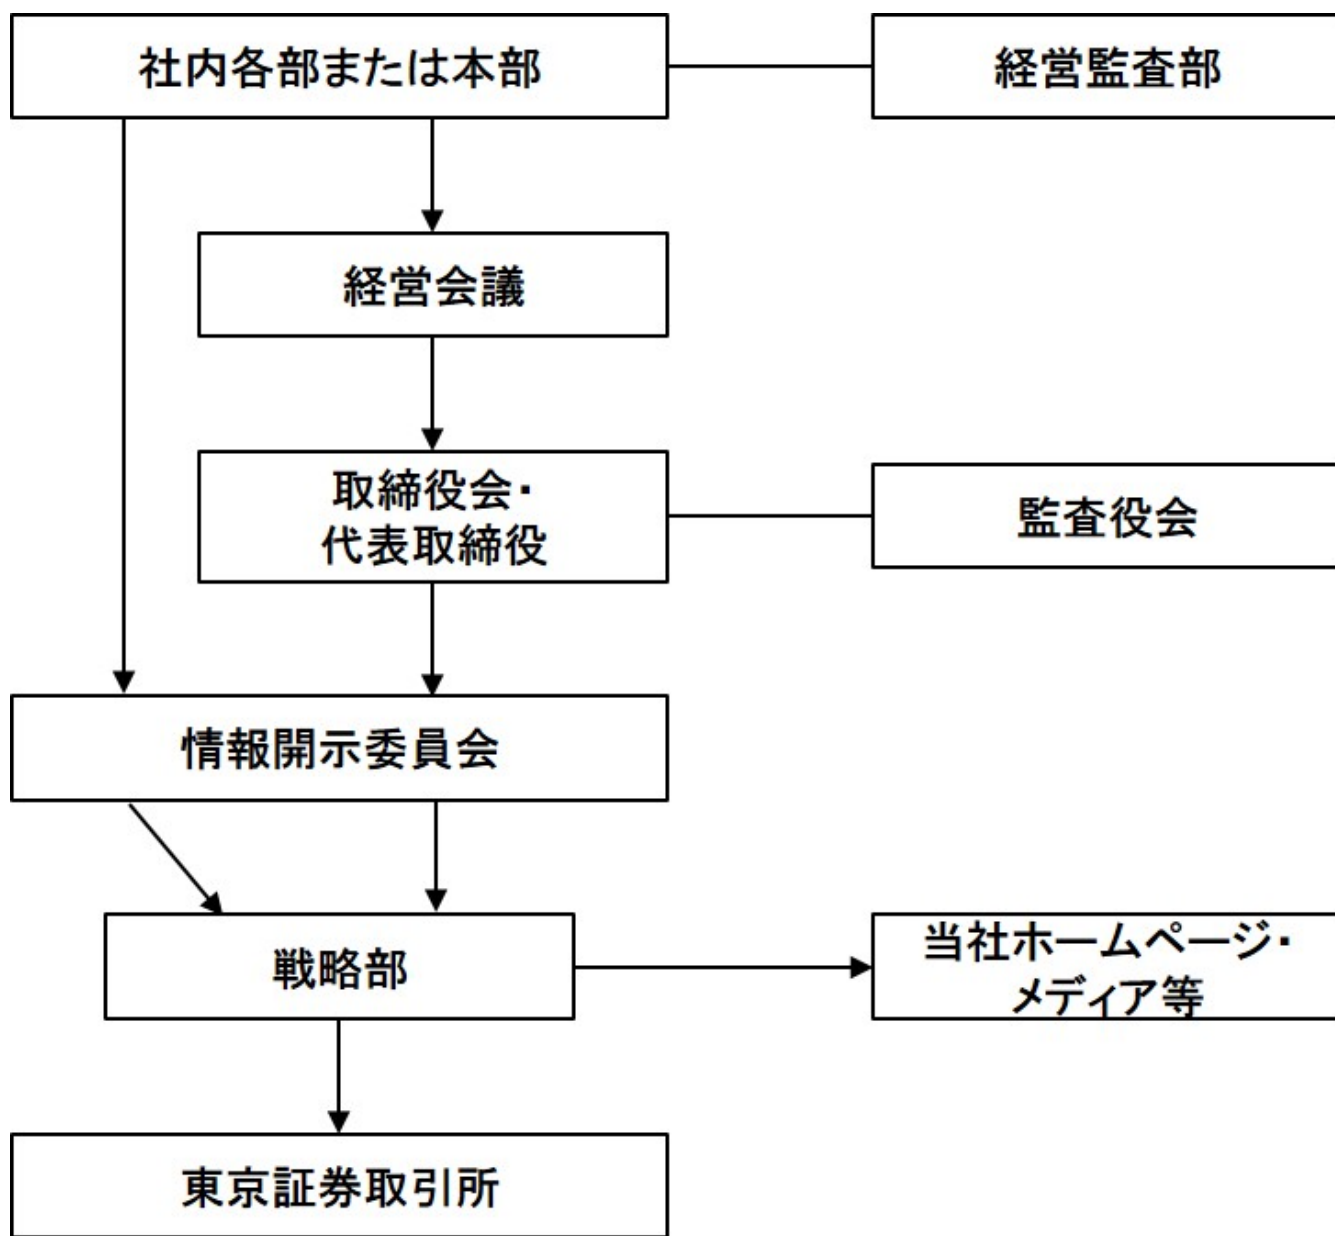 社内各部または本部
経営監査部
経営会議
取締役会・
代表取締役
監査役会
情報開示委員会
戦略部
当社ホームページ・
メディア等
東京証券取引所